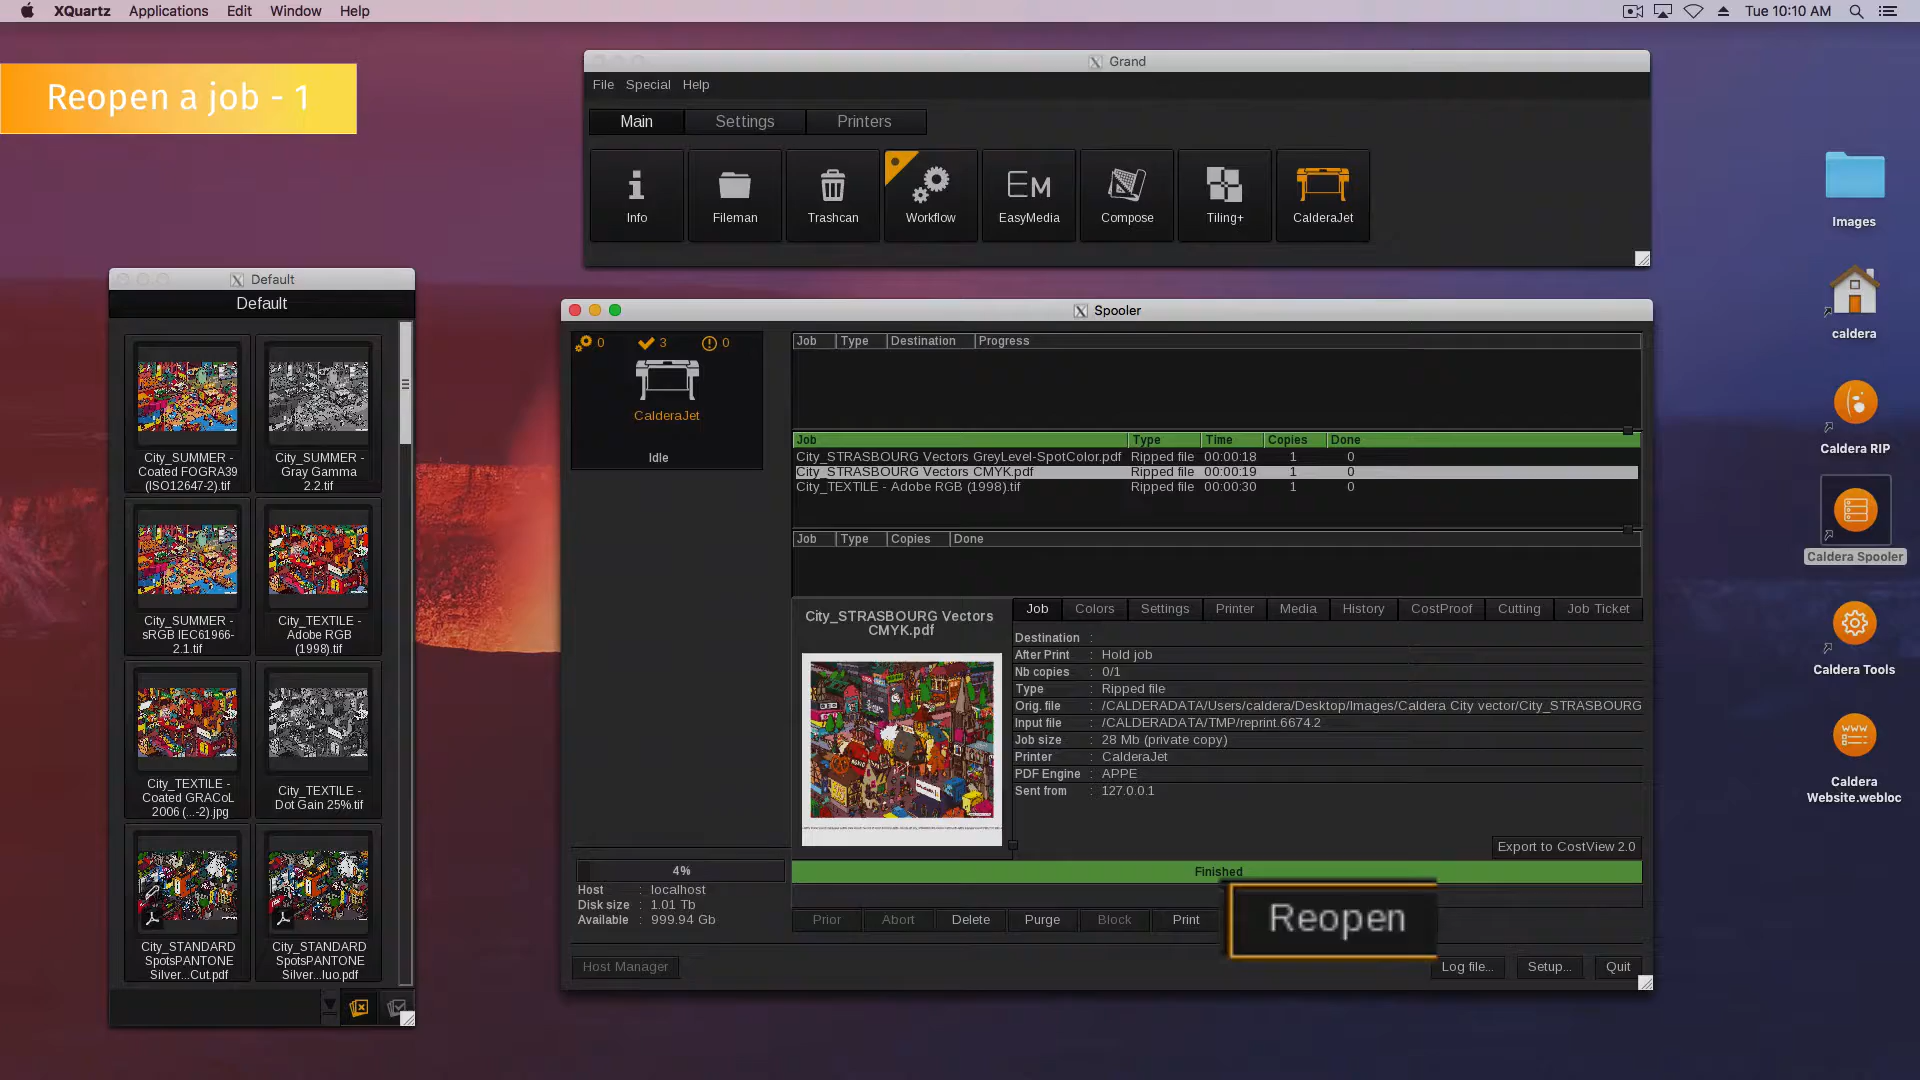 XQuartz Applications Edit Window Help
Tue 10:10 AM
Reopen a job - 1
Grand
File Special Help
Main Settings Printers
Info Fileman Trashcan Workflow EasyMedia Compose Tiling+ CalderaJet
EM
Images
caldera
Caldera RIP
Caldera Spooler
Caldera Tools
www
Caldera
Website.webloc
Default
Default
City_SUMMER -
Coated FOGRA39
(ISO12647-2).tif
City_SUMMER -
Gray Gamma
2.2.tif
City_SUMMER -
sRGB IEC61966-
2.1.tif
City_TEXTILE -
Adobe RGB
(1998).tif
City_TEXTILE -
Coated GRACoL
2006 (...-2).jpg
City_TEXTILE -
Dot Gain 25%.tif
City_STANDARD
SpotsPANTONE
Silver...Cut.pdf
City_STANDARD
SpotsPANTONE
Silver...luo.pdf
Spooler
0 3 0
CalderaJet
Idle
Job Type Destination Progress
Job Type Time Copies Done
City_STRASBOURG Vectors GreyLevel-SpotColor.pdf Ripped file 00:00:18 1 0
City_STRASBOURG Vectors CMYK.pdf Ripped file 00:00:19 1 0
City_TEXTILE - Adobe RGB (1998).tif Ripped file 00:00:30 1 0
Job Type Copies Done
City_STRASBOURG Vectors
CMYK.pdf
Job Colors Settings Printer Media History CostProof Cutting Job Ticket
Destination :
After Print : Hold job
Nb copies : 0/1
Type : Ripped file
Orig. file : /CALDERADATA/Users/caldera/Desktop/Images/Caldera City vector/City_STRASBOURG
Input file : /CALDERADATA/TMP/reprint.6674.2
Job size : 28 Mb (private copy)
Printer : CalderaJet
PDF Engine : APPE
Sent from : 127.0.0.1
Export to CostView 2.0
4%
Host : localhost
Disk size : 1.01 Tb
Available : 999.94 Gb
Finished
Prior Abort Delete Purge Block Print Reopen
Host Manager
Log file... Setup... Quit